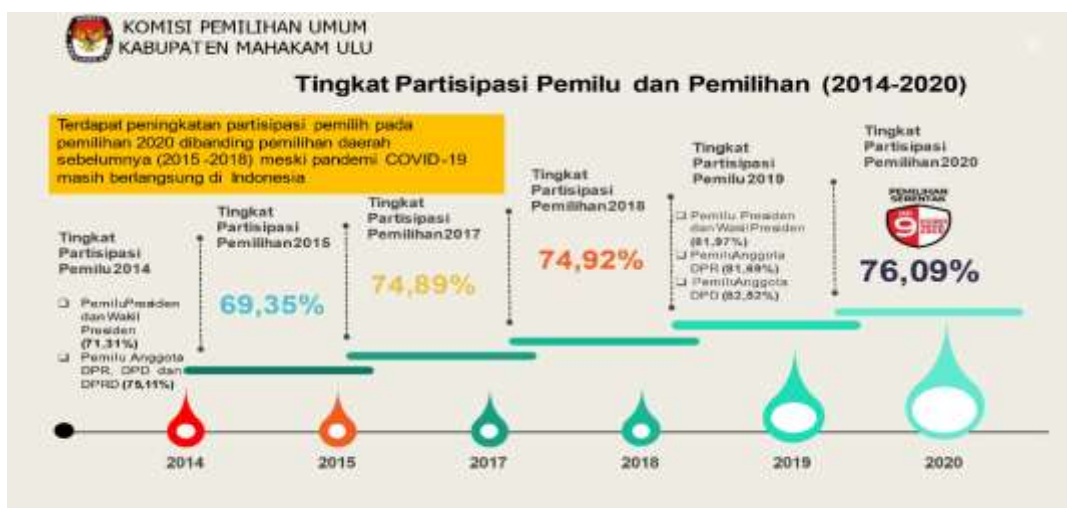 KOMISI PEMILIHAN UMUM
KABUPATEN MAHAKAM ULU
Tingkat Partisipasi Pemilu dan Pemilihan (2014-2020)
Terdapat peningkatan partisipasi pemilih pada
pemilihan 2020 dibanding pemilihan daerah
sebelumnya (2015-2018) meski pandemi COVID-19
masih berlangsung di Indonesia
Tingkat
Partisipasi
Pemilu 2014
❑ Pemilu Presiden
dan Wakil
Presiden
(71,31%)
❑ Pemilu Anggota
DPR, DPD dan
DPRD (75,11%)
Tingkat
Partisipasi
Pemilihan 2015
69,35%
Tingkat
Partisipasi
Pemilihan 2017
74,89%
Tingkat
Partisipasi
Pemilihan 2018
74,92%
Tingkat
Partisipasi
Pemilu 2019
❑ Pemilu Presiden
dan Wakil Presiden
(81,97%)
❑ Pemilu Anggota
DPR (81,69%)
❑ Pemilu Anggota
DPD (82,52%)
Tingkat
Partisipasi
Pemilihan 2020
PEMILIHAN
SERENTAK
9
2020
76,09%
2014
2015
2017
2018
2019
2020